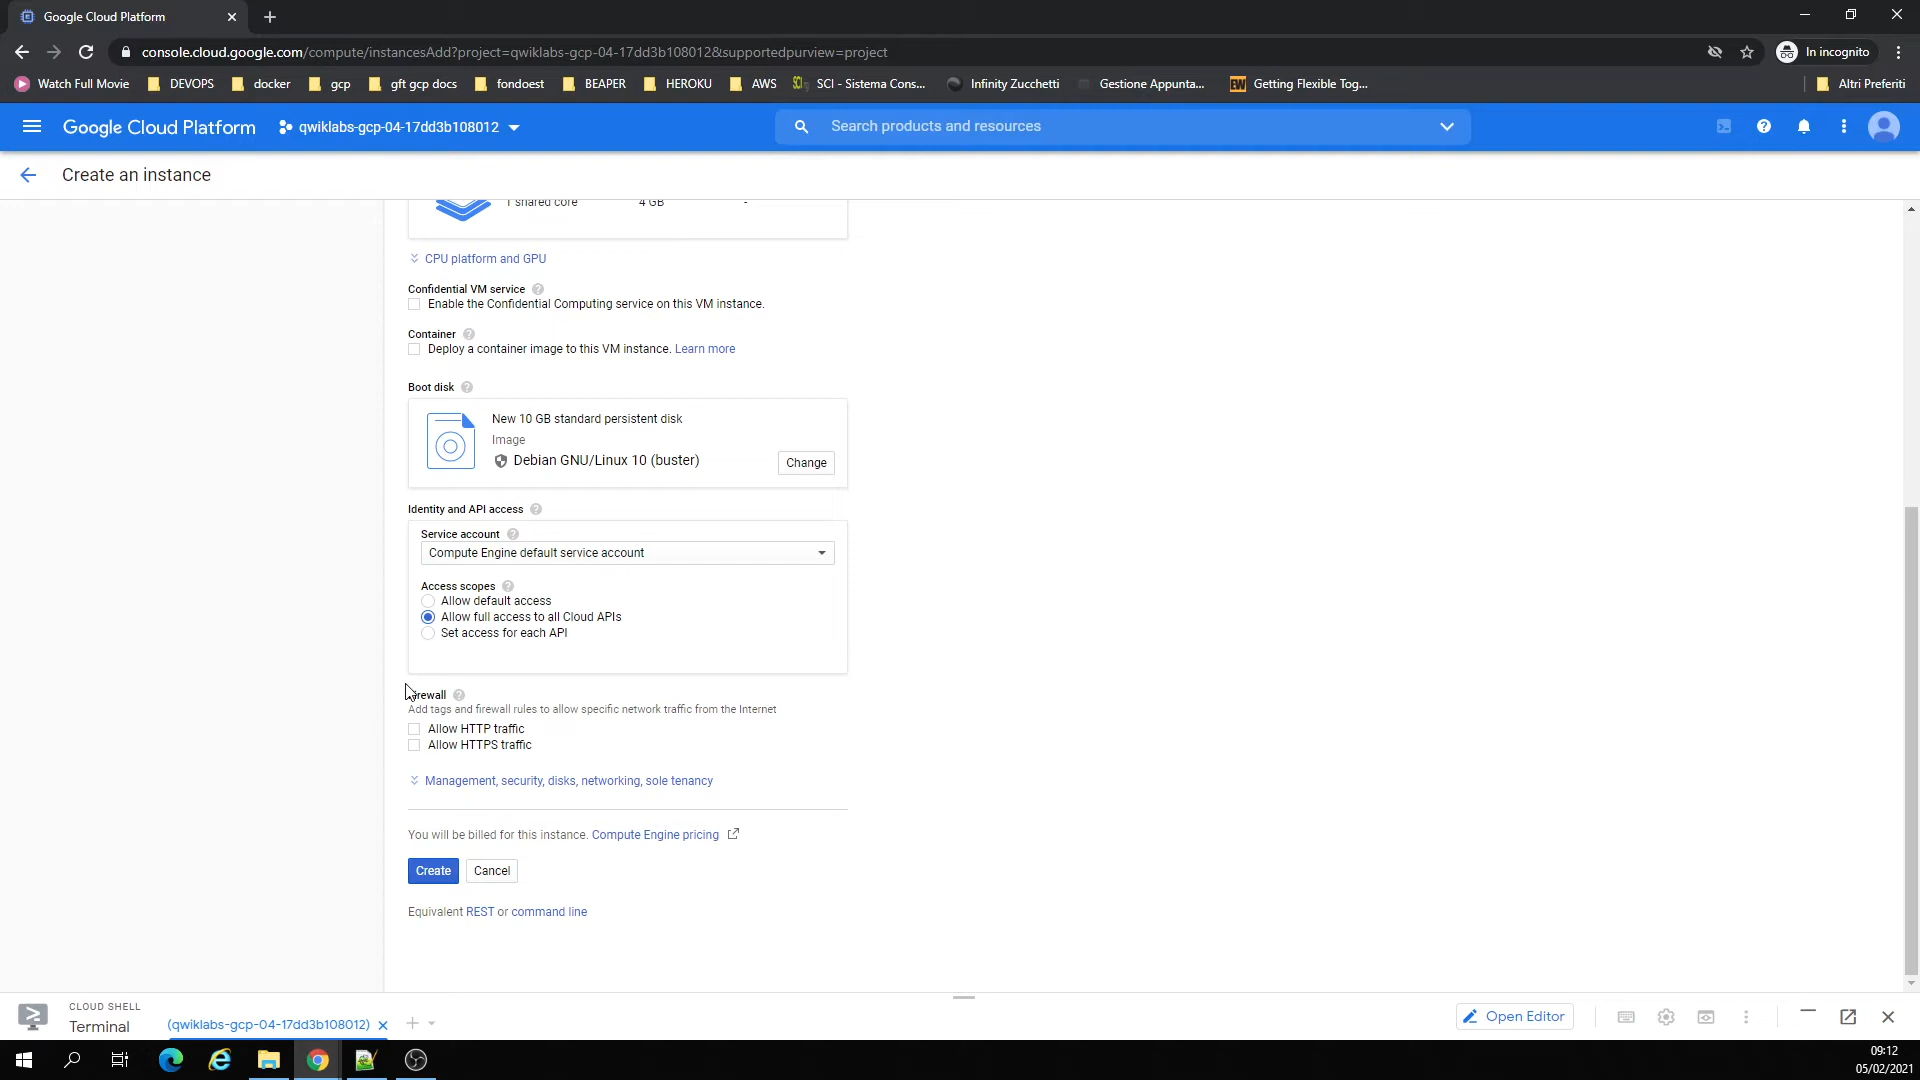 Google Cloud Platform
console.cloud.google.com/compute/instancesAdd?project=qwiklabs-gcp-04-17dd3b108012&supportedpurview=project
In incognito
Watch Full Movie
DEVOPS
docker
gcp
gft gcp docs
fondoest
BEAPER
HEROKU
AWS
SCI - Sistema Cons...
Infinity Zucchetti
Gestione Appunta...
Getting Flexible Tog...
Altri Preferiti
Google Cloud Platform
qwiklabs-gcp-04-17dd3b108012
Search products and resources
Create an instance
1 shared core 4 GB -
CPU platform and GPU
Confidential VM service
Enable the Confidential Computing service on this VM instance.
Container
Deploy a container image to this VM instance. Learn more
Boot disk
New 10 GB standard persistent disk
Image
Debian GNU/Linux 10 (buster)
Change
Identity and API access
Service account
Compute Engine default service account
Access scopes
Allow default access
Allow full access to all Cloud APIs
Set access for each API
Firewall
Add tags and firewall rules to allow specific network traffic from the Internet
Allow HTTP traffic
Allow HTTPS traffic
Management, security, disks, networking, sole tenancy
You will be billed for this instance. Compute Engine pricing
Create
Cancel
Equivalent REST or command line
CLOUD SHELL
Terminal
(qwiklabs-gcp-04-17dd3b108012)
Open Editor
09:12
05/02/2021